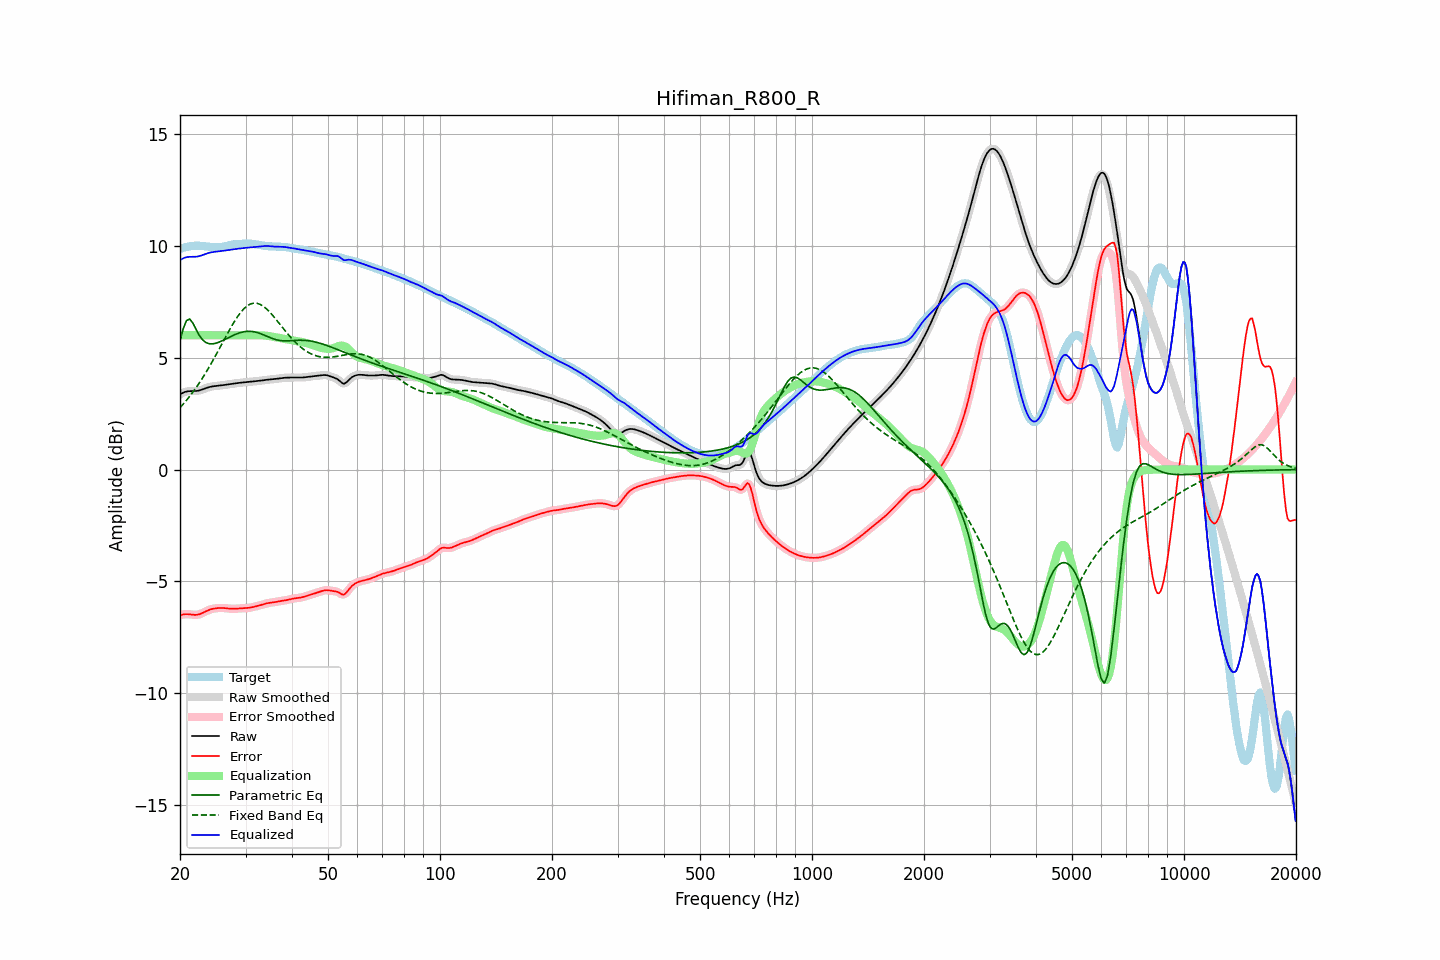 Hifiman_R800_R
Amplitude (dBr)
15
10
5
0
−5
−10
−15
Target
Raw Smoothed
Error Smoothed
Raw
Error
Equalization
Parametric Eq
Fixed Band Eq
Equalized
20 50 100 200 500 1000 2000 5000 10000 20000
Frequency (Hz)